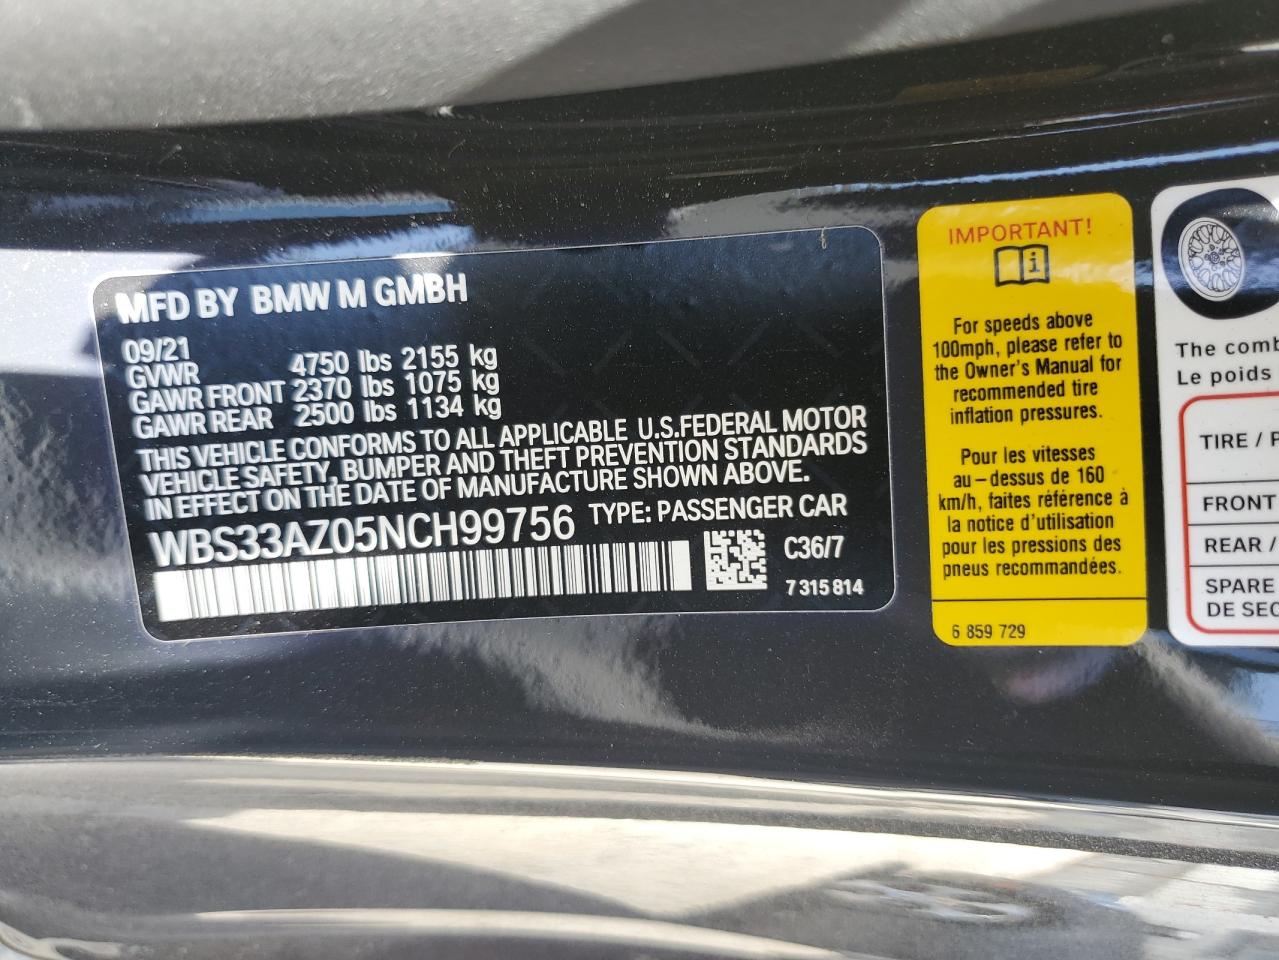 MFD BY BMW M GMBH
09/21
GVWR 4750 lbs 2155 kg
GAWR FRONT 2370 lbs 1075 kg
GAWR REAR 2500 lbs 1134 kg
THIS VEHICLE CONFORMS TO ALL APPLICABLE U.S.FEDERAL MOTOR
VEHICLE SAFETY, BUMPER AND THEFT PREVENTION STANDARDS
IN EFFECT ON THE DATE OF MANUFACTURE SHOWN ABOVE.
WBS33AZ05NCH99756 TYPE: PASSENGER CAR
C36/7
7 315 814
IMPORTANT!
For speeds above
100mph, please refer to
the Owner's Manual for
recommended tire
inflation pressures.
Pour les vitesses
au-dessus de 160
km/h, faites référence à
la notice d'utilisation
pour les pressions des
pneus recommandées.
6 859 729
The comb
Le poids
TIRE / P
FRONT
REAR /
SPARE
DE SEC